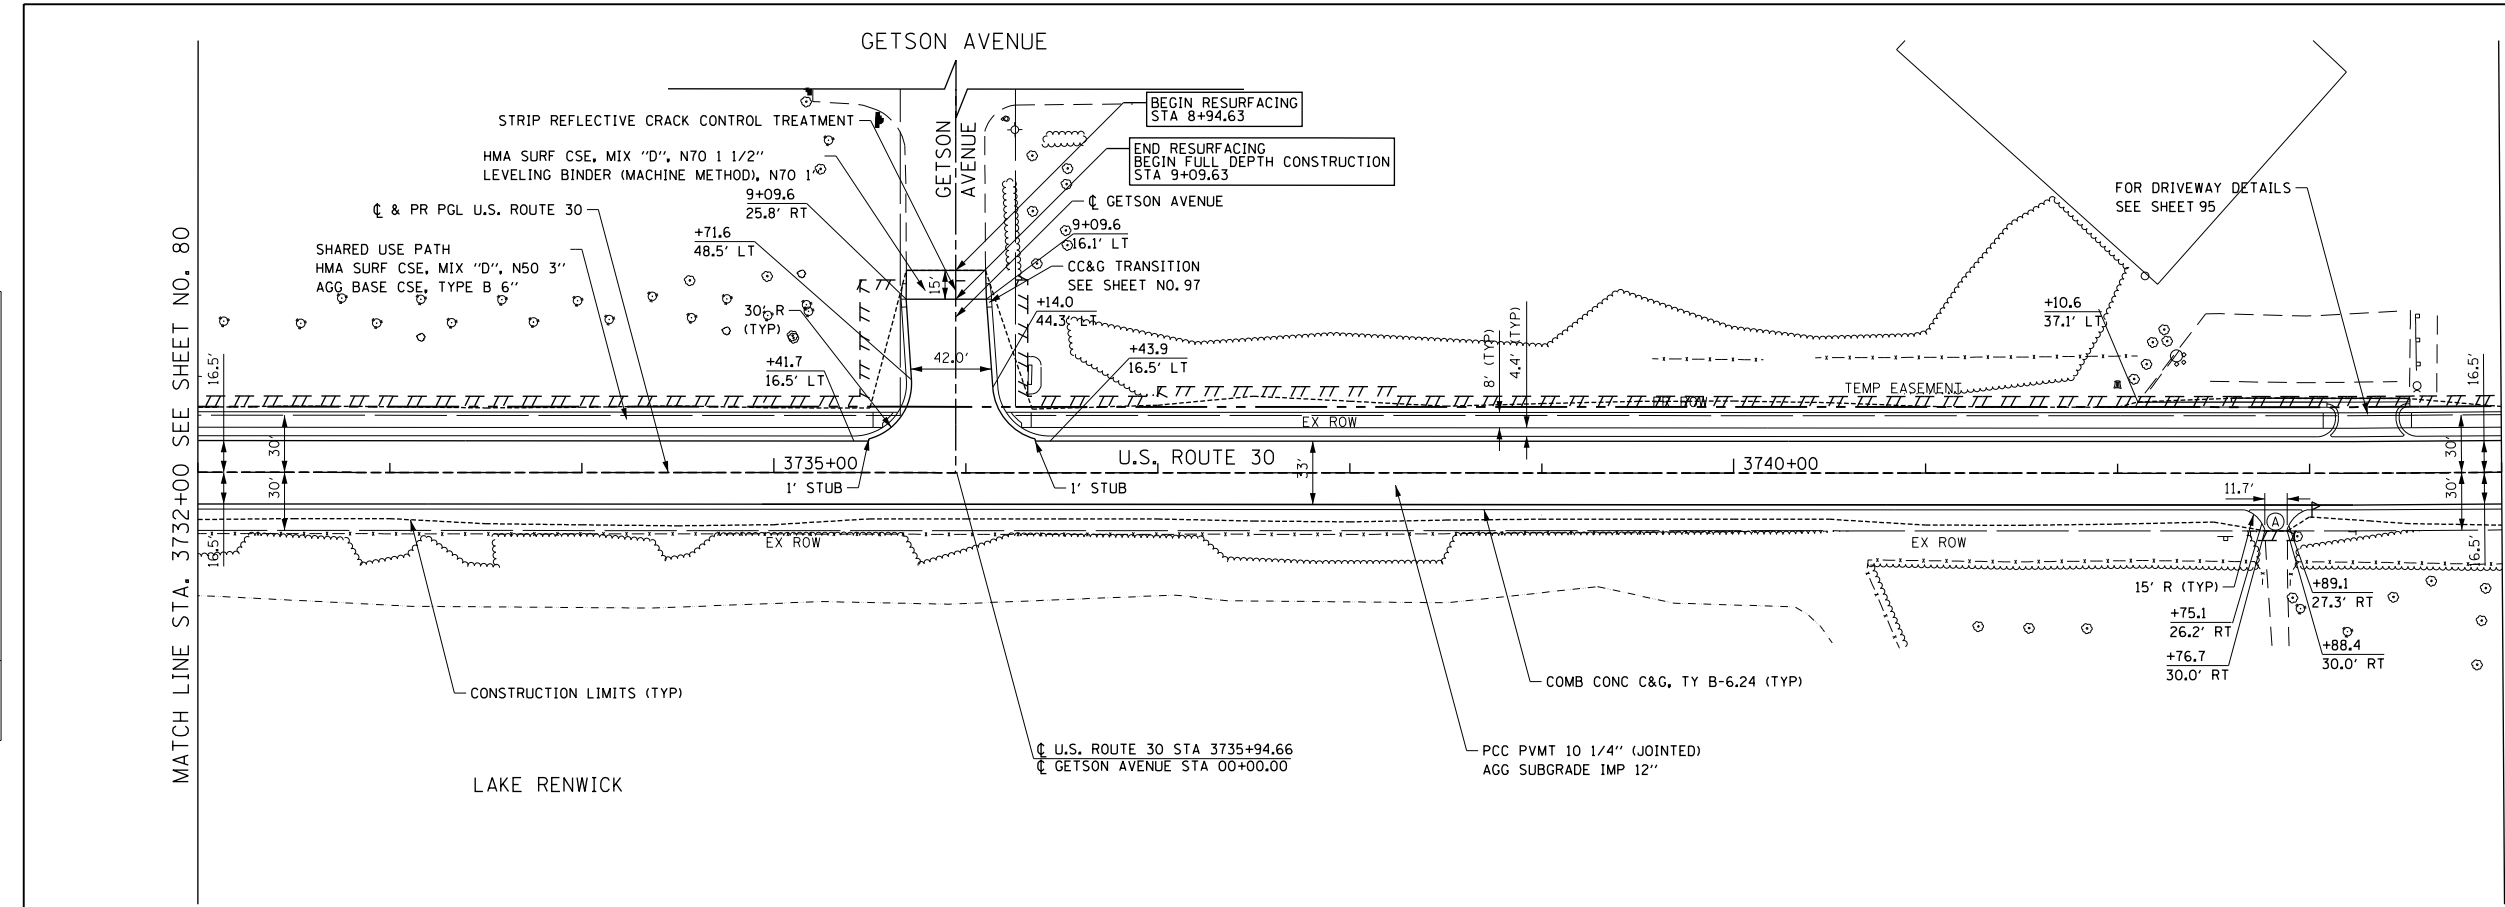 GETSON AVENUE
BEGIN RESURFACING
STA 8+94.63
STRIP REFLECTIVE CRACK CONTROL TREATMENT
GETSON
AVENUE
HMA SURF CSE, MIX "D", N70 1 1/2"
LEVELING BINDER (MACHINE METHOD), N70 1"
END RESURFACING
BEGIN FULL DEPTH CONSTRUCTION
STA 9+09.63
9+09.6
25.8' RT
℄ & PR PGL U.S. ROUTE 30
℄ GETSON AVENUE
FOR DRIVEWAY DETAILS
SEE SHEET 95
+71.6
48.5' LT
9+09.6
16.1' LT
SHARED USE PATH
HMA SURF CSE, MIX "D", N50 3"
AGG BASE CSE, TYPE B 6"
CC&G TRANSITION
SEE SHEET NO. 97
15'
30' R
(TYP)
+14.0
44.3' LT
+10.6
37.1' LT
42.0'
+41.7
16.5' LT
+43.9
16.5' LT
8' (TYP)
4.4' (TYP)
16.5'
16.5'
TEMP EASEMENT
PR ROW
EX ROW
30'
30'
33'
30'
30'
3735+00
U.S. ROUTE 30
3740+00
1' STUB
1' STUB
11.7'
A
16.5'
16.5'
EX ROW
EX ROW
MATCH LINE STA. 3732+00 SEE SHEET NO. 80
15' R (TYP)
+89.1
27.3' RT
+75.1
26.2' RT
+88.4
30.0' RT
+76.7
30.0' RT
CONSTRUCTION LIMITS (TYP)
COMB CONC C&G, TY B-6.24 (TYP)
℄ U.S. ROUTE 30 STA 3735+94.66
℄ GETSON AVENUE STA 00+00.00
PCC PVMT 10 1/4" (JOINTED)
AGG SUBGRADE IMP 12"
LAKE RENWICK